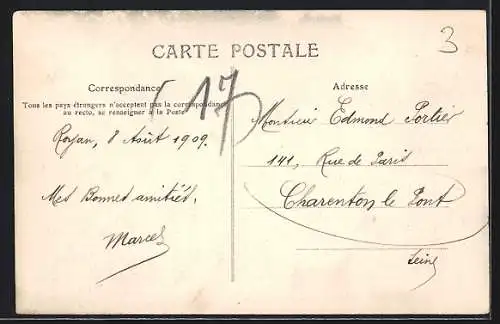 CARTE POSTALE
3
17
Correspondance
Tous les pays étrangers n'acceptent pas la correspondance
au recto, se renseigner à la Poste
Royan, 8 Août 1909.
Mes Bonnes amitiés,
Marcel
Adresse
Monsieur Edmond Portier
141, Rue de Paris
Charenton le Pont
Seine